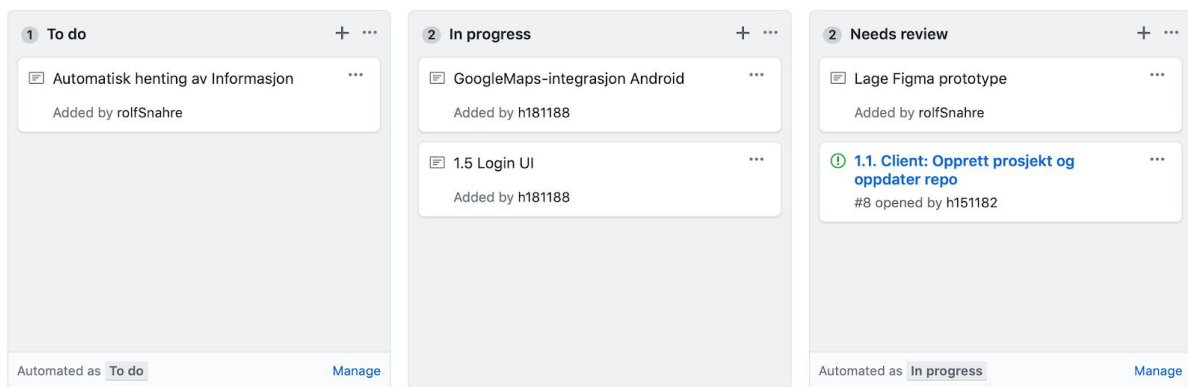 1 To do
Automatisk henting av Informasjon
Added by rolfSnahre
Automated as To do
Manage
2 In progress
GoogleMaps-integrasjon Android
Added by h181188
1.5 Login UI
Added by h181188
2 Needs review
Lage Figma prototype
Added by rolfSnahre
1.1. Client: Opprett prosjekt og
oppdater repo
#8 opened by h151182
Automated as In progress
Manage